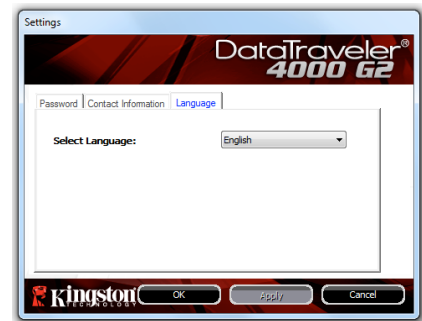 Settings
DataTraveler®
4000 G2
Password Contact Information Language
Select Language: English
Kingston OK Apply Cancel
TECHNOLOGY